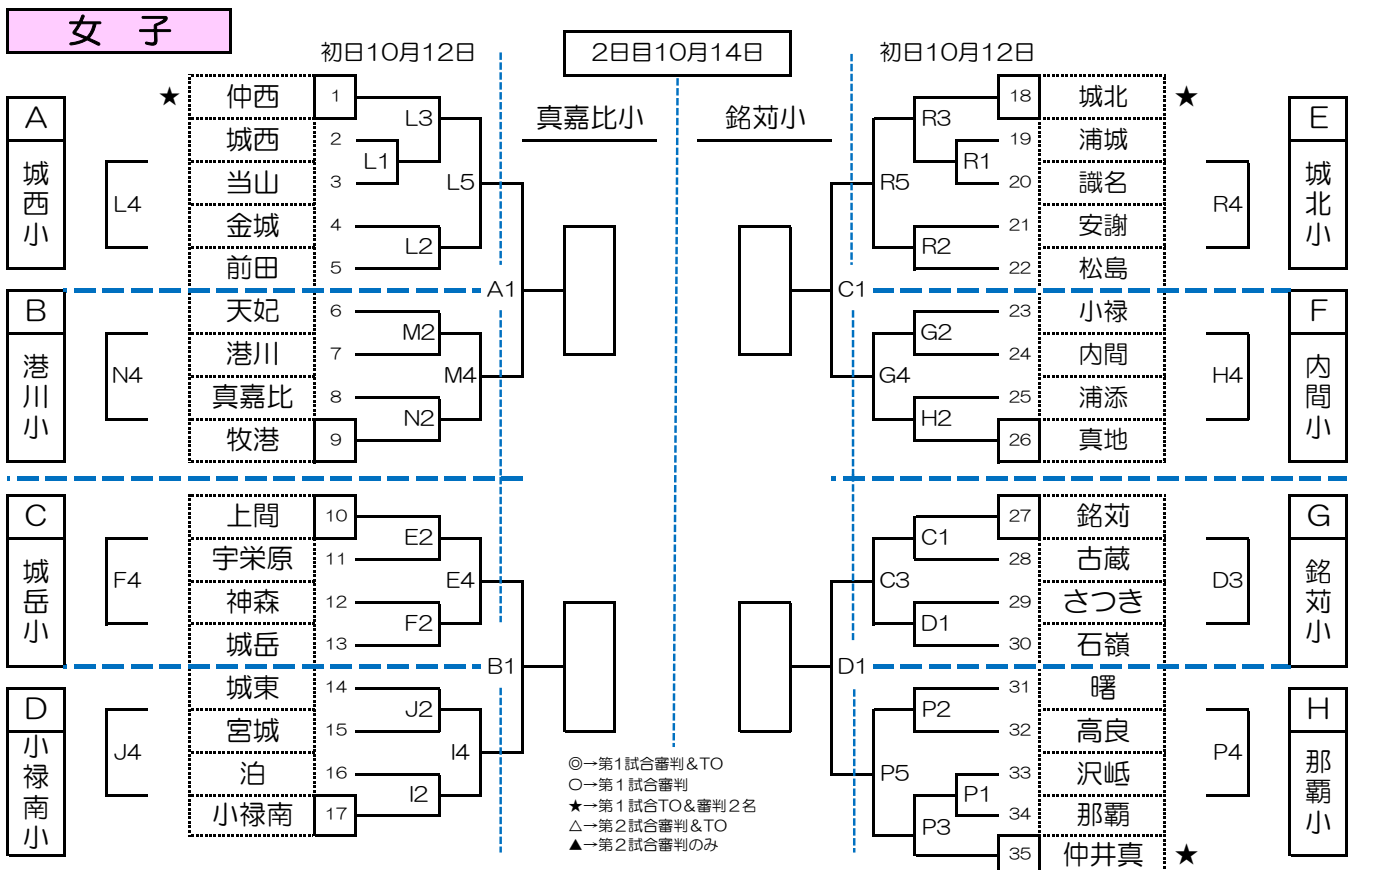 女 子
初日10月12日
2日目10月14日
初日10月12日
真嘉比小
銘苅小
A
城西小
L4
B
港川小
N4
C
城岳小
F4
D
小禄南小
J4
★
仲西 1
城西 2
当山 3
金城 4
前田 5
天妃 6
港川 7
真嘉比 8
牧港 9
上間 10
宇栄原 11
神森 12
城岳 13
城東 14
宮城 15
泊 16
小禄南 17
L3
L1
L5
L2
A1
M2
M4
N2
E2
E4
F2
B1
J2
I4
I2
◎→第1試合審判&TO
○→第1試合審判
★→第1試合TO&審判2名
△→第2試合審判&TO
▲→第2試合審判のみ
R3
R1
R5
R2
C1
G2
G4
H2
C1
C3
D1
D1
P2
P5
P1
P3
18 城北
★
19 浦城
20 識名
21 安謝
22 松島
23 小禄
24 内間
25 浦添
26 真地
27 銘苅
28 古蔵
29 さつき
30 石嶺
31 曙
32 高良
33 沢岻
34 那覇
35 仲井真
★
E
城北小
R4
F
内間小
H4
G
銘苅小
D3
H
那覇小
P4